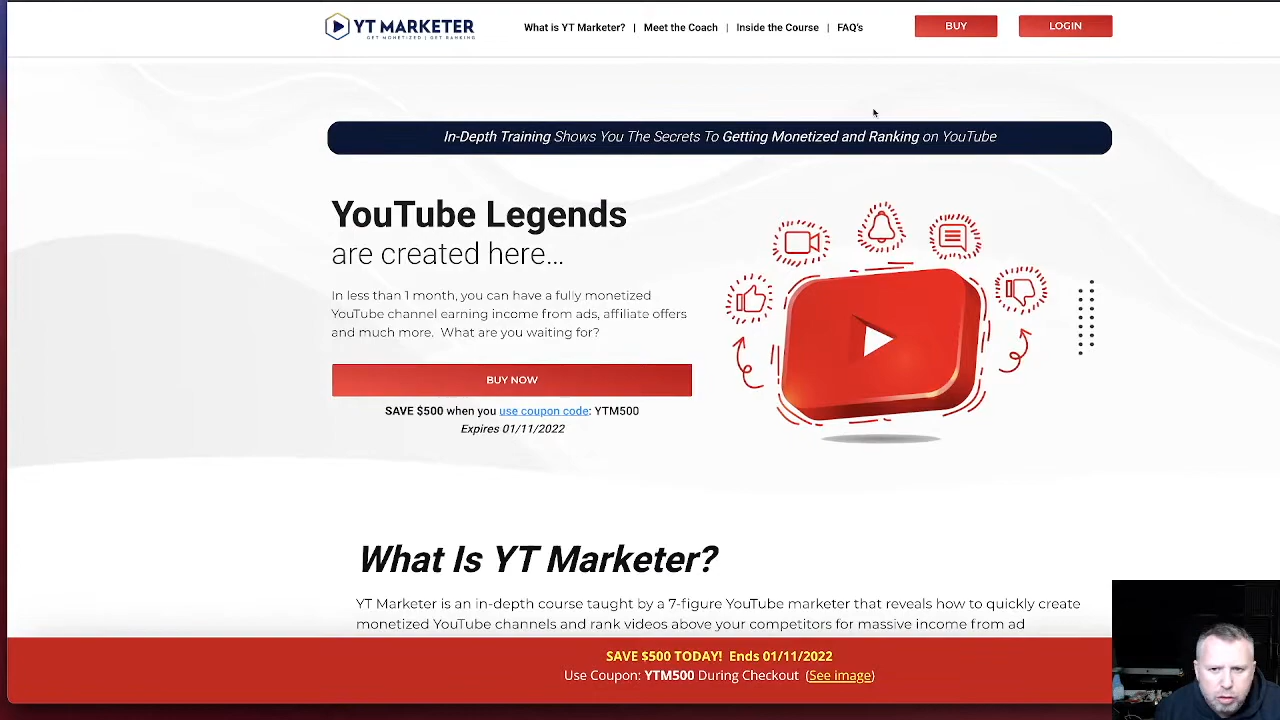 YT MARKETER
GET MONETIZED | GET RANKING
What is YT Marketer? | Meet the Coach | Inside the Course | FAQ's
BUY
LOGIN
In-Depth Training Shows You The Secrets To Getting Monetized and Ranking on YouTube
YouTube Legends
are created here...
In less than 1 month, you can have a fully monetized
YouTube channel earning income from ads, affiliate offers
and much more. What are you waiting for?
BUY NOW
SAVE $500 when you use coupon code: YTM500
Expires 01/11/2022
What Is YT Marketer?
YT Marketer is an in-depth course taught by a 7-figure YouTube marketer that reveals how to quickly create
monetized YouTube channels and rank videos above your competitors for massive income from ad
SAVE $500 TODAY! Ends 01/11/2022
Use Coupon: YTM500 During Checkout (See image)